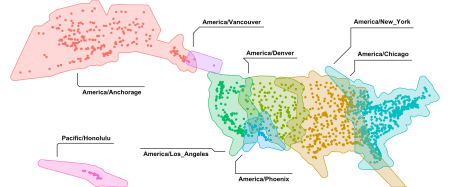 America/Vancouver
America/New_York
America/Denver
America/Chicago
America/Anchorage
Pacific/Honolulu
America/Los_Angeles
America/Phoenix